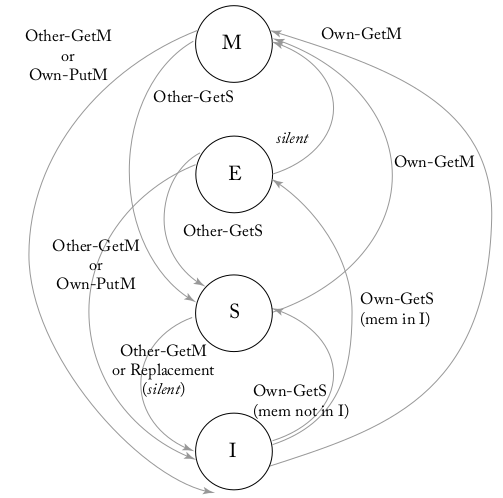 Other-GetM
or
Own-PutM
M
Own-GetM
Other-GetS
silent
E
Own-GetM
Other-GetS
Other-GetM
or
Own-PutM
S
Own-GetS
(mem in I)
Other-GetM
or Replacement
(silent)
Own-GetS
(mem not in I)
I